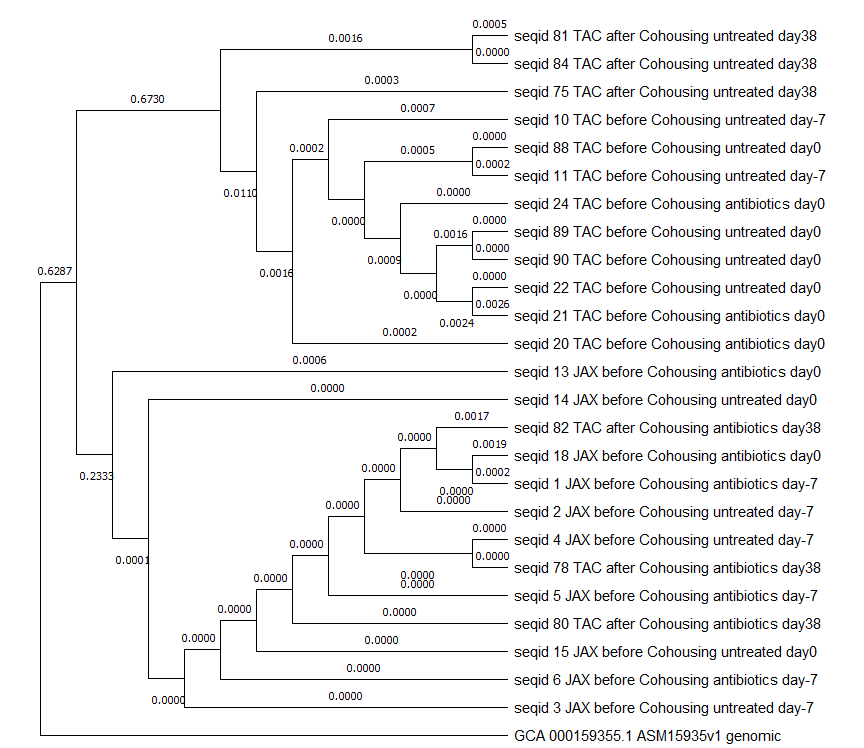 0.0005
0.0016
seqid 81 TAC after Cohousing untreated day38
0.0000
seqid 84 TAC after Cohousing untreated day38
0.0003
seqid 75 TAC after Cohousing untreated day38
0.6730
0.0007
seqid 10 TAC before Cohousing untreated day-7
0.0000
0.0002
0.0005
seqid 88 TAC before Cohousing untreated day0
0.0002
seqid 11 TAC before Cohousing untreated day-7
0.0110
0.0000
seqid 24 TAC before Cohousing antibiotics day0
0.0000
0.0000
0.0016
seqid 89 TAC before Cohousing untreated day0
0.0000
seqid 90 TAC before Cohousing untreated day0
0.0009
0.6287
0.0016
0.0000
seqid 22 TAC before Cohousing untreated day0
0.0000
0.0026
seqid 21 TAC before Cohousing antibiotics day0
0.0024
0.0002
seqid 20 TAC before Cohousing antibiotics day0
0.0006
seqid 13 JAX before Cohousing antibiotics day0
0.0000
seqid 14 JAX before Cohousing untreated day0
0.0017
seqid 82 TAC after Cohousing antibiotics day38
0.0000
0.0019
seqid 18 JAX before Cohousing antibiotics day0
0.0000
0.0002
0.2333
seqid 1 JAX before Cohousing antibiotics day-7
0.0000
0.0000
0.0000
seqid 2 JAX before Cohousing untreated day-7
0.0000
seqid 4 JAX before Cohousing untreated day-7
0.0000
0.0000
0.0001
seqid 78 TAC after Cohousing antibiotics day38
0.0000
0.0000
0.0000
seqid 5 JAX before Cohousing antibiotics day-7
0.0000
0.0000
seqid 80 TAC after Cohousing antibiotics day38
0.0000
0.0000
seqid 15 JAX before Cohousing untreated day0
0.0000
seqid 6 JAX before Cohousing antibiotics day-7
0.0000
0.0000
seqid 3 JAX before Cohousing untreated day-7
GCA 000159355.1 ASM15935v1 genomic